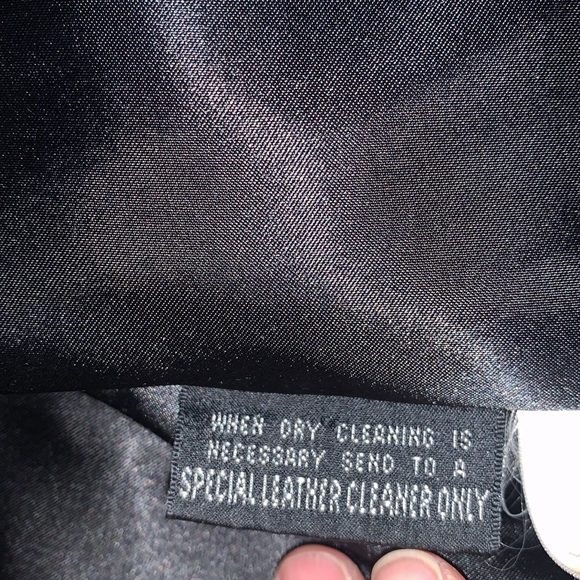 WHEN DRY CLEANING IS
NECESSARY SEND TO A
SPECIAL LEATHER CLEANER ONLY